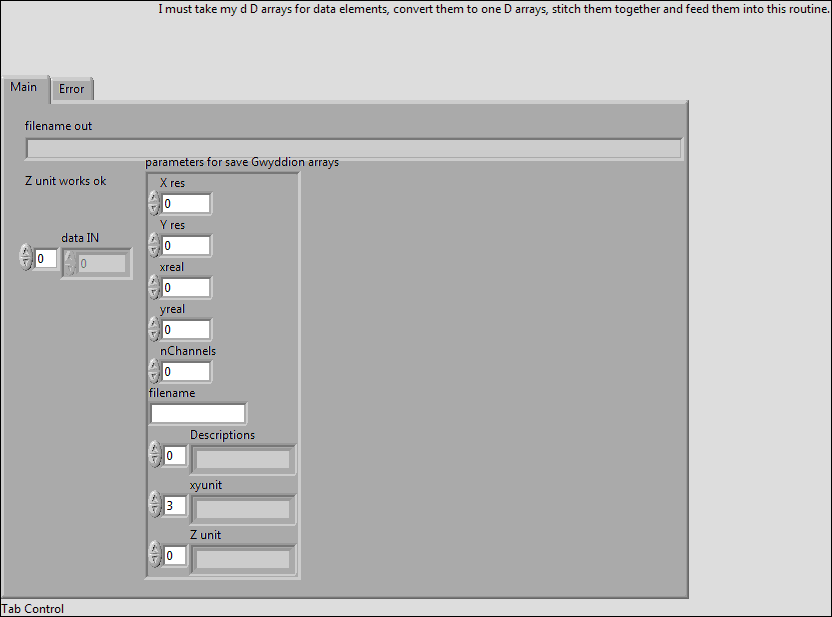 I must take my d D arrays for data elements, convert them to one D arrays, stitch them together and feed them into this routine.
Main
Error
filename out
parameters for save Gwyddion arrays
Z unit works ok
X res
0
Y res
0
data IN
0
0
xreal
0
yreal
0
nChannels
0
filename
Descriptions
0
xyunit
3
Z unit
0
Tab Control